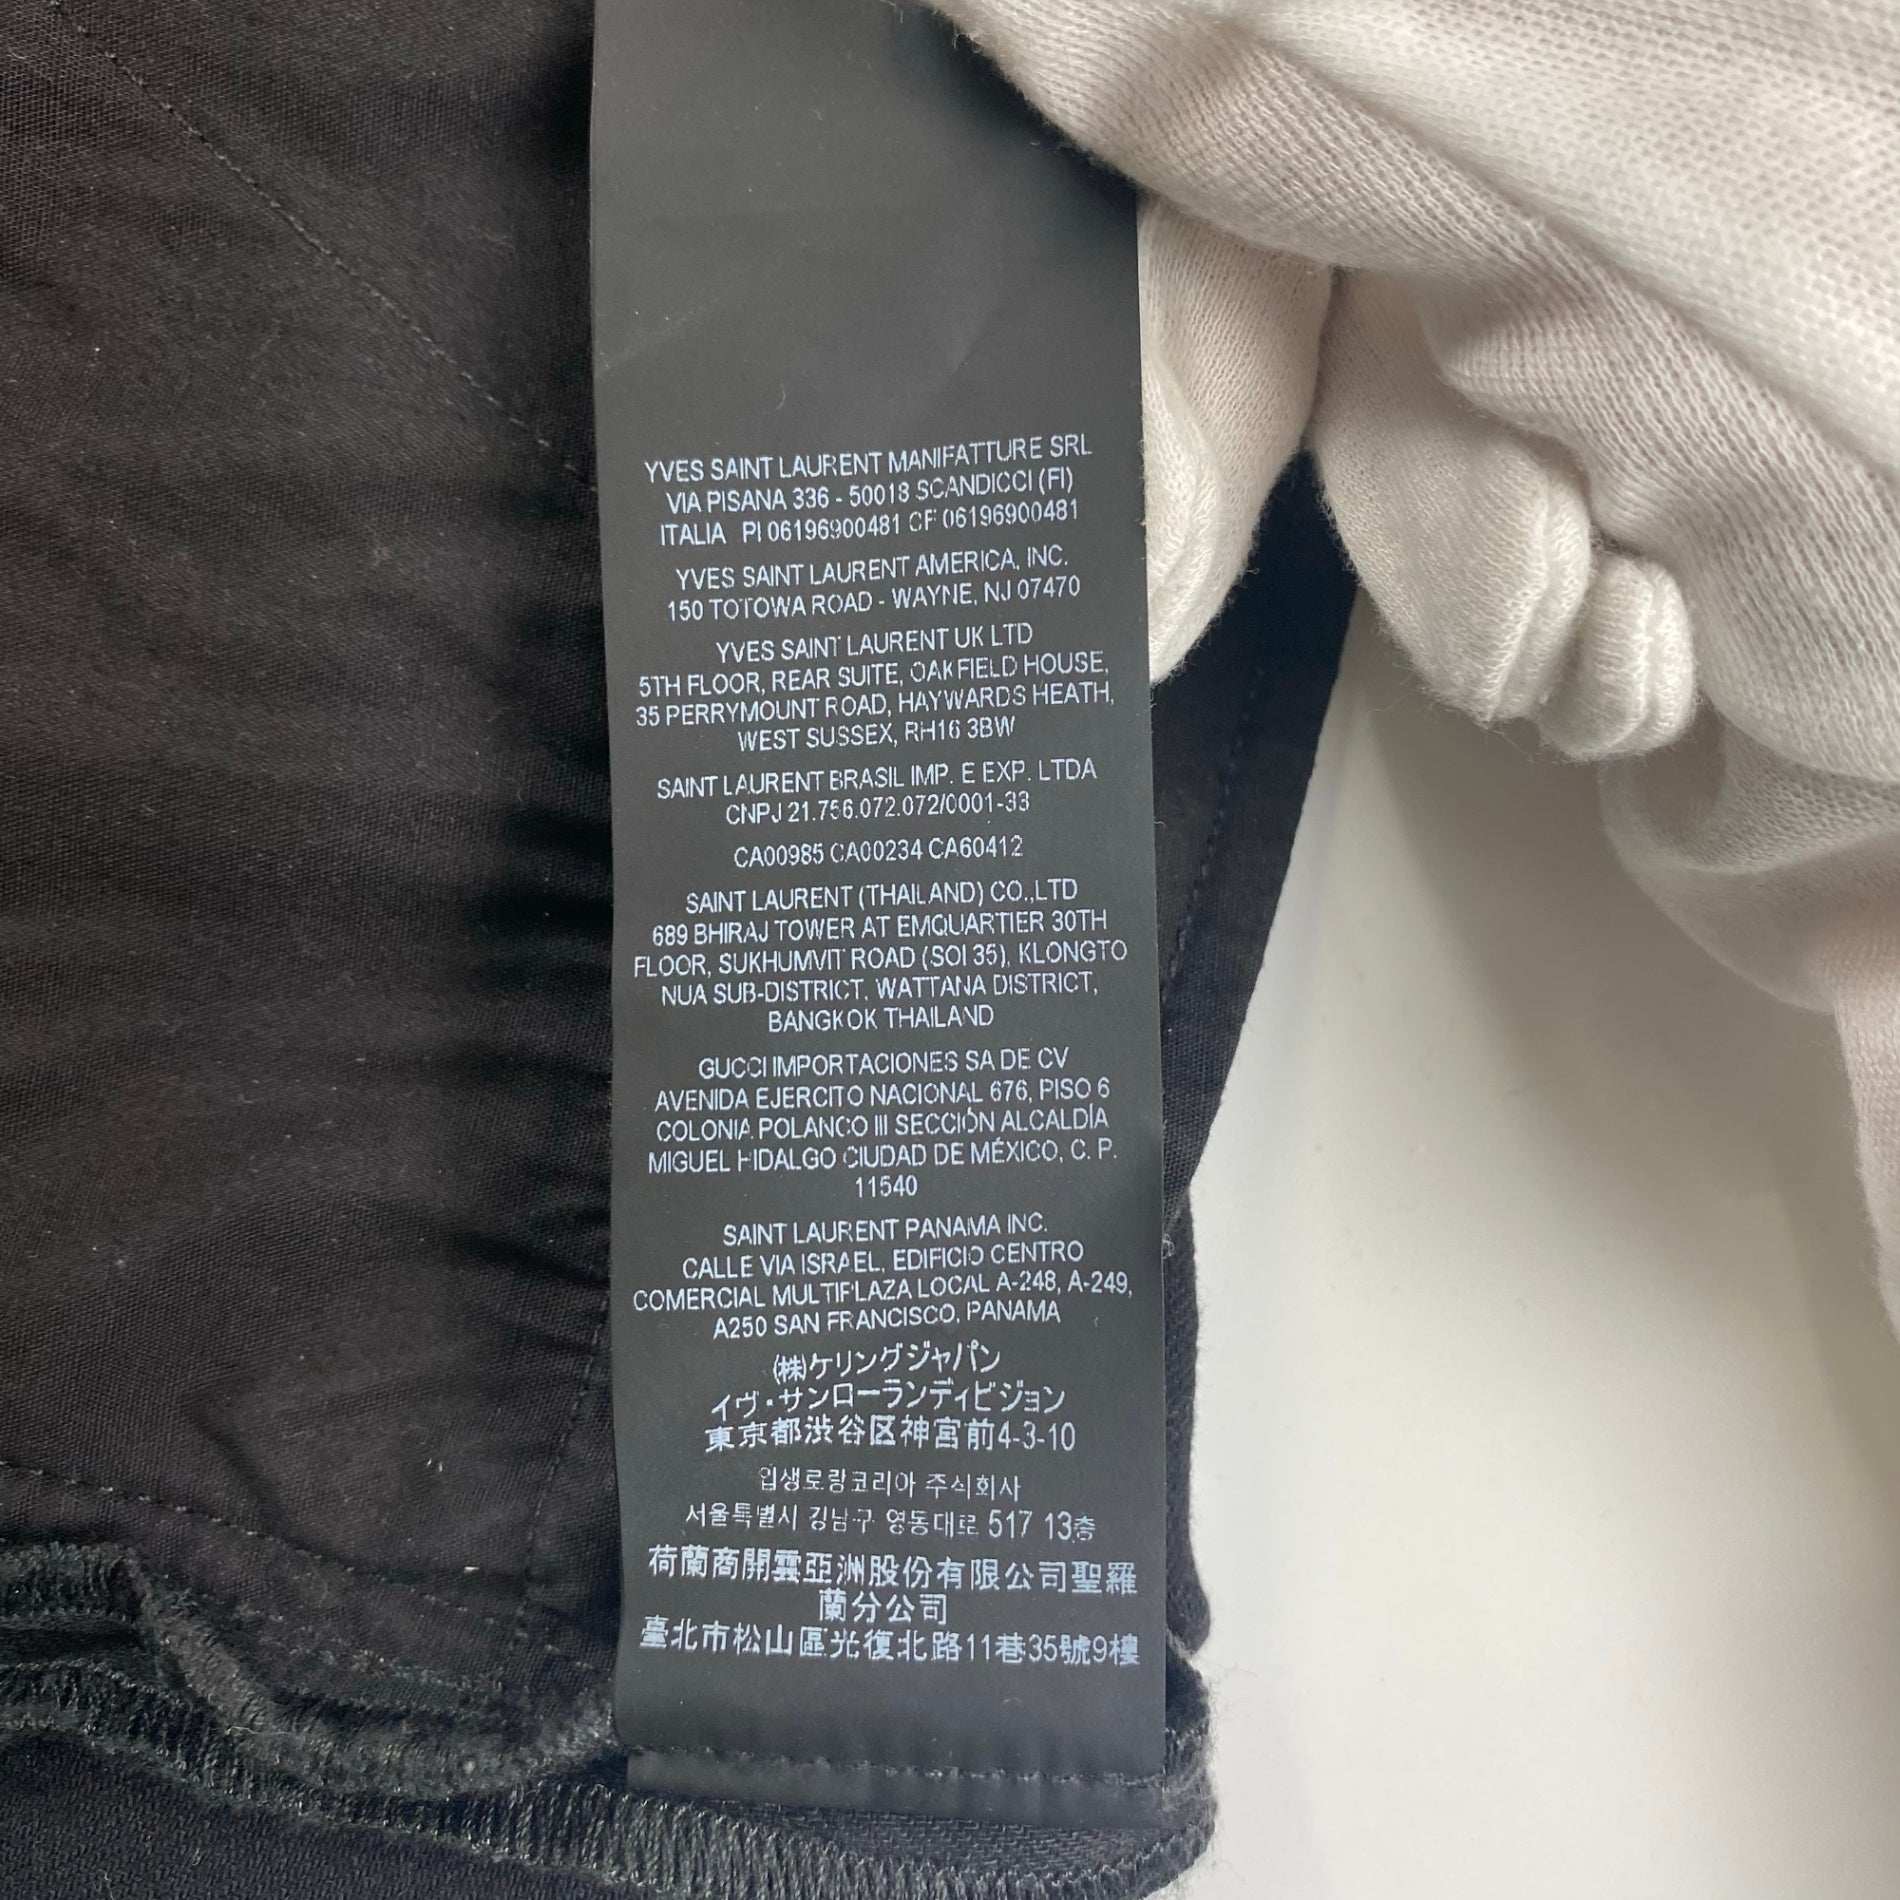 YVES SAINT LAURENT MANIFATTURE SRL
VIA PISANA 336 - 50018 SCANDICCI (FI)
ITALIA PI 06196900481 CF 06196900481
YVES SAINT LAURENT AMERICA, INC.
150 TOTOWA ROAD - WAYNE, NJ 07470
YVES SAINT LAURENT UK LTD
5TH FLOOR, REAR SUITE, OAKFIELD HOUSE,
35 PERRYMOUNT ROAD, HAYWARDS HEATH,
WEST SUSSEX, RH16 3BW
SAINT LAURENT BRASIL IMP. E EXP. LTDA
CNPJ 21.756.072.072/0001-33
CA00985 CA00234 CA60412
SAINT LAURENT (THAILAND) CO.,LTD
689 BHIRAJ TOWER AT EMQUARTIER 30TH
FLOOR, SUKHUMVIT ROAD (SOI 35), KLONGTO
NUA SUB-DISTRICT, WATTANA DISTRICT,
BANGKOK THAILAND
GUCCI IMPORTACIONES SA DE CV
AVENIDA EJERCITO NACIONAL 676, PISO 6
COLONIA POLANCO III SECCIÓN ALCALDÍA
MIGUEL HIDALGO CIUDAD DE MÉXICO, C. P.
11540
SAINT LAURENT PANAMA INC.
CALLE VIA ISRAEL, EDIFICIO CENTRO
COMERCIAL MULTIPLAZA LOCAL A-248, A-249,
A250 SAN FRANCISCO, PANAMA
(株)ケリングジャパン
イヴ・サンローランディビジョン
東京都渋谷区神宮前4-3-10
입생로랑코리아 주식회사
서울특별시 강남구 영동대로 517 13층
荷蘭商開雲亞洲股份有限公司聖羅
蘭分公司
臺北市松山區光復北路11巷35號9樓